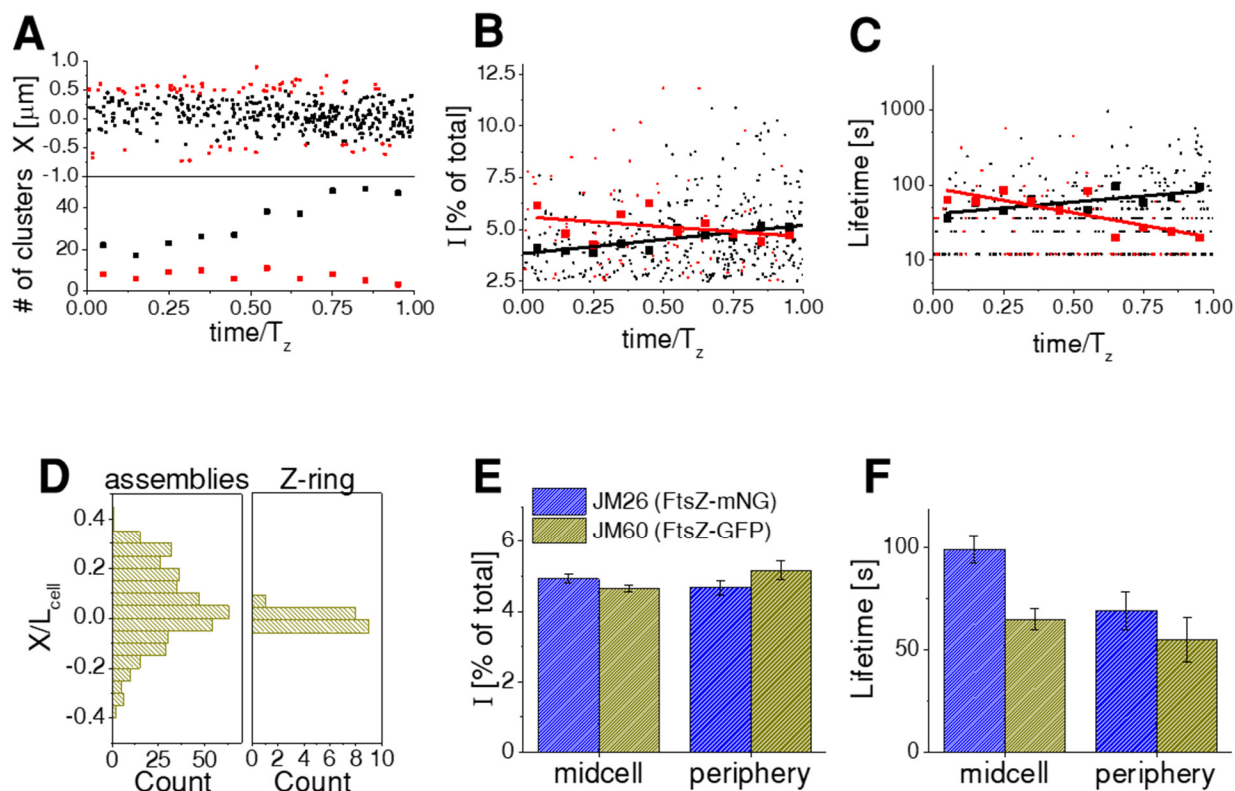 A
X [µm]
1.0
0.5
0.0
-0.5
-1.0
# of clusters
40
20
0
0.00 0.25 0.50 0.75 1.00
time/Tz
B
I [% of total]
12.5
10.0
7.5
5.0
2.5
0.00 0.25 0.50 0.75 1.00
time/Tz
C
Lifetime [s]
1000
100
10
0.00 0.25 0.50 0.75 1.00
time/Tz
D
assemblies Z-ring
X/Lcell
0.4
0.2
0.0
-0.2
-0.4
0 25 50
Count
0 2 4 6 8 10
Count
E
JM26 (FtsZ-mNG)
JM60 (FtsZ-GFP)
I [% of total]
6
4
2
0
midcell periphery
F
Lifetime [s]
100
50
0
midcell periphery